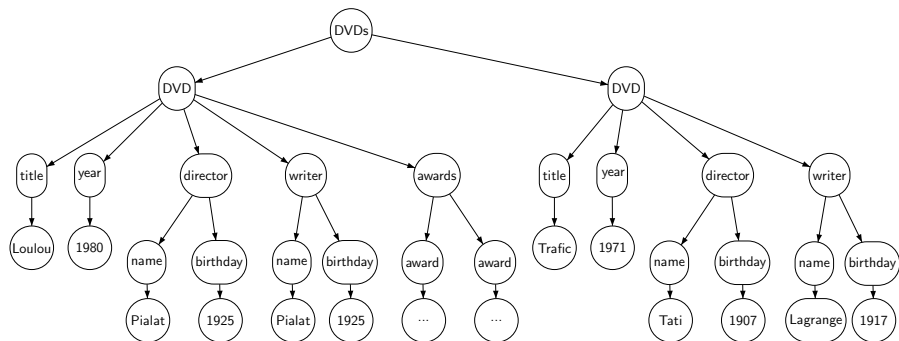 DVDs
DVD DVD
title year director writer awards title year director writer
Loulou 1980 name birthday name birthday award award Trafic 1971 name birthday name birthday
Pialat 1925 Pialat 1925 ... ... Tati 1907 Lagrange 1917